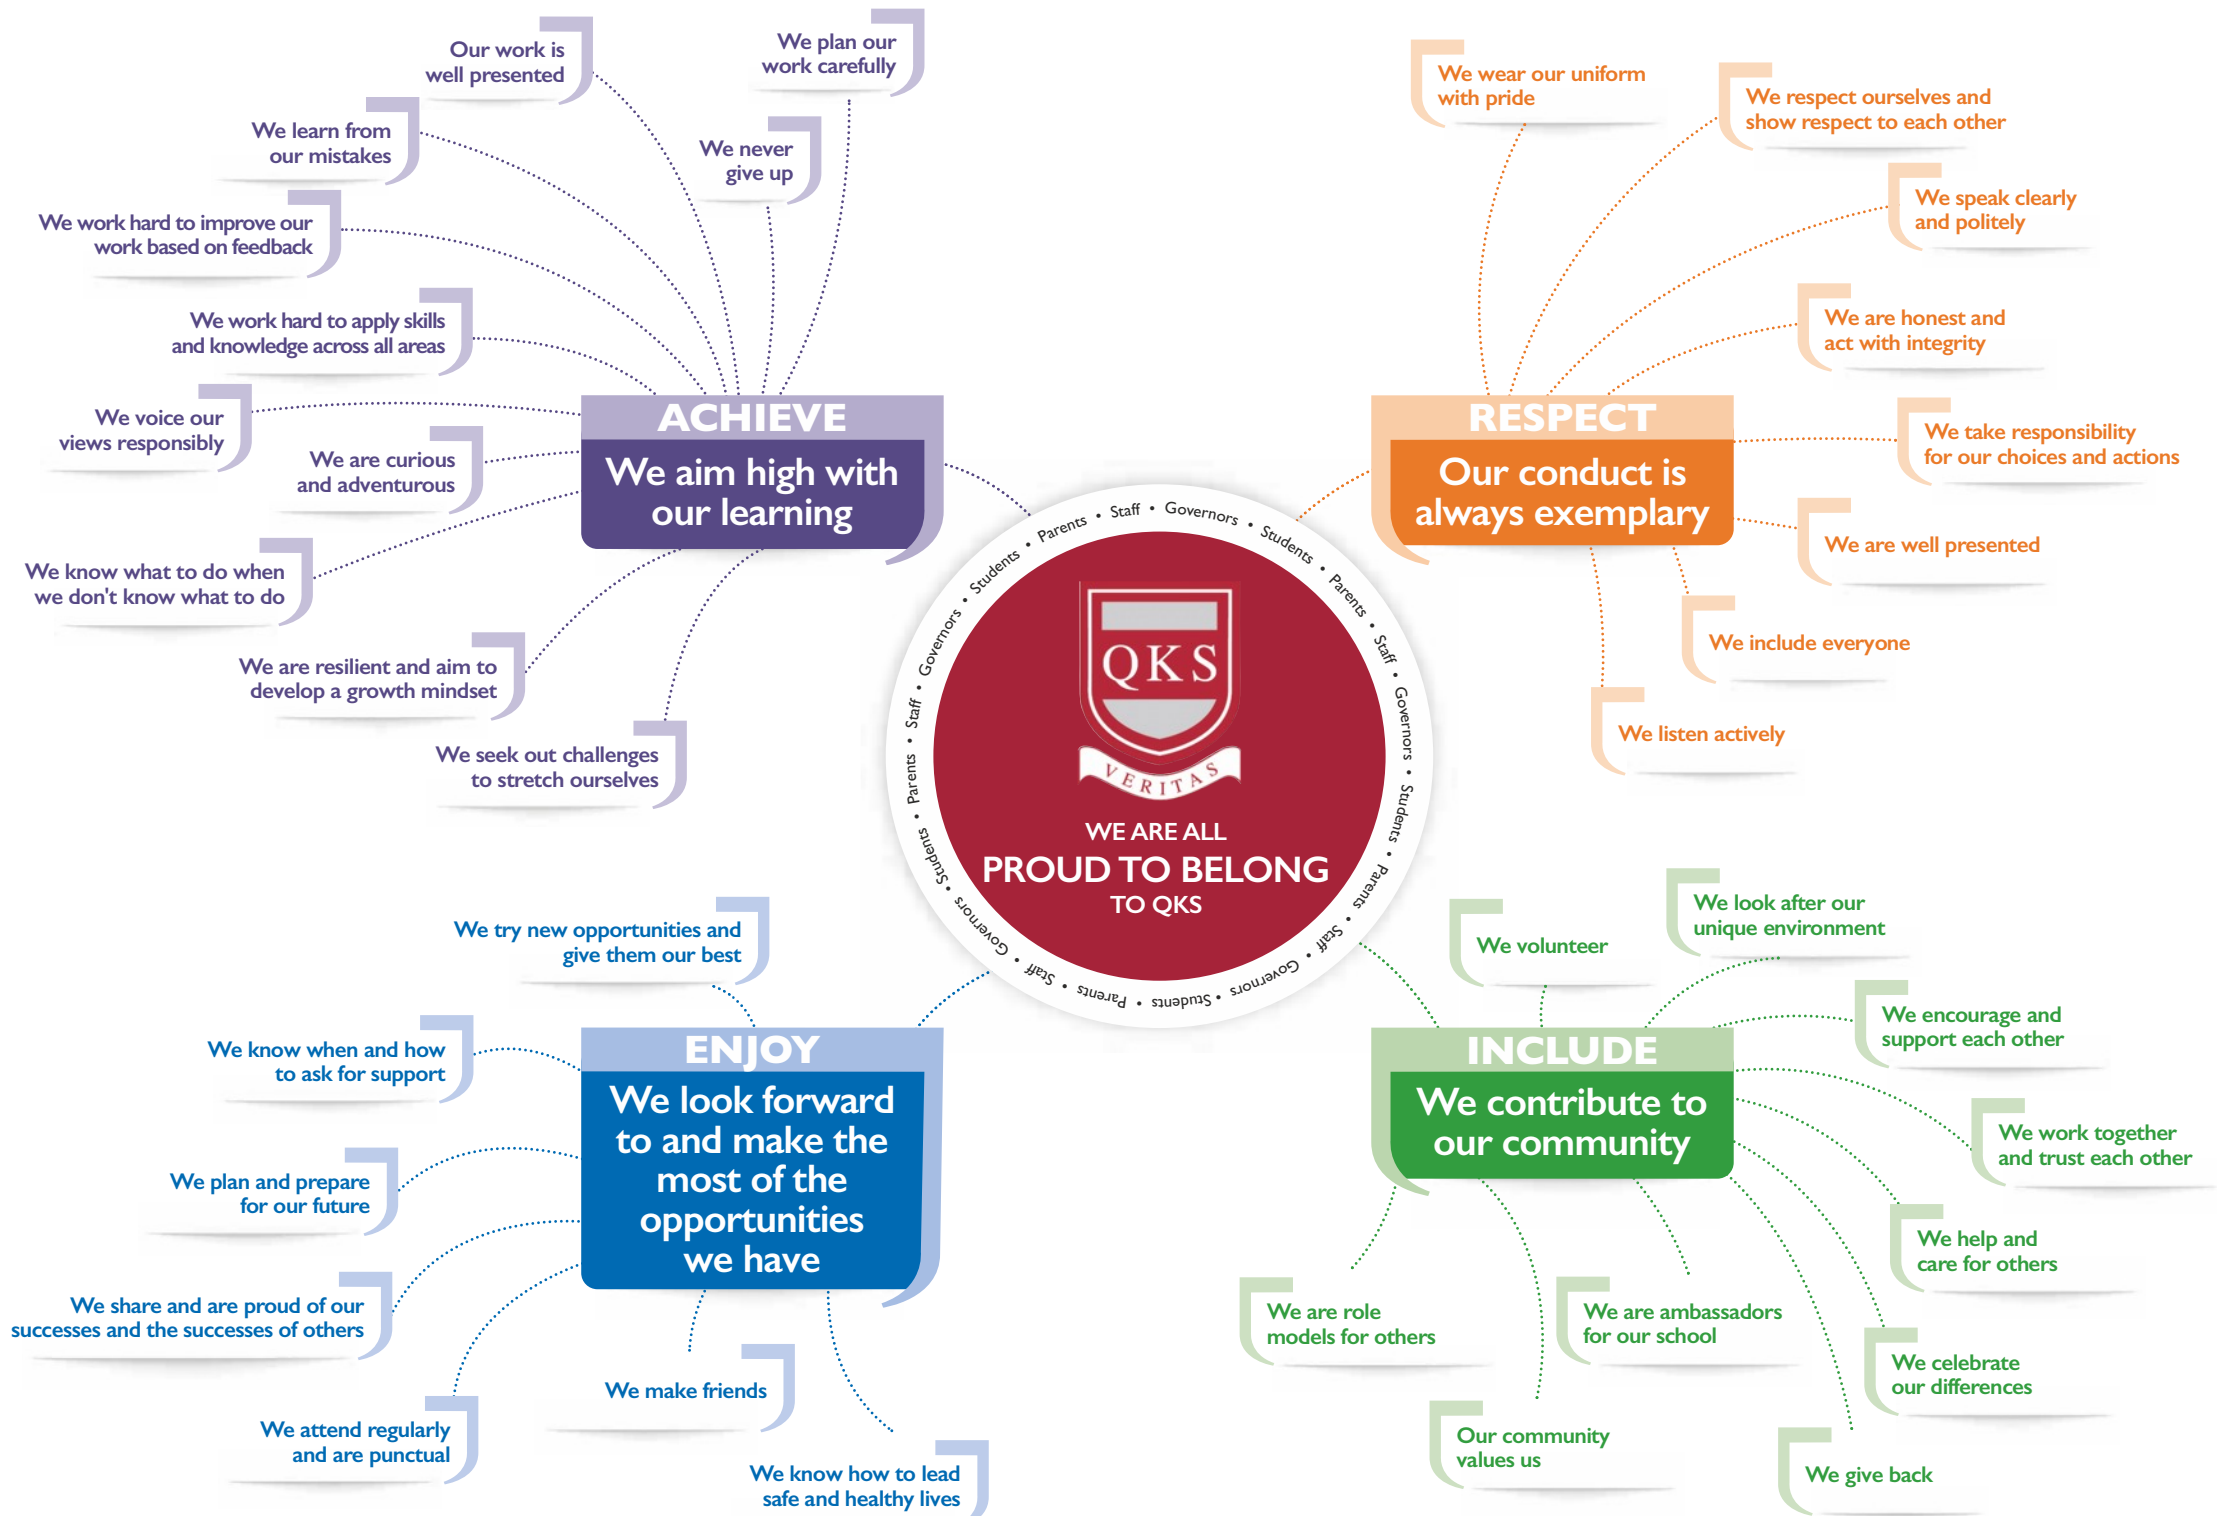 Our work is
well presented
We plan our
work carefully
We learn from
our mistakes
We never
give up
We work hard to improve our
work based on feedback
We work hard to apply skills
and knowledge across all areas
We voice our
views responsibly
We are curious
and adventurous
We know what to do when
we don't know what to do
We are resilient and aim to
develop a growth mindset
We seek out challenges
to stretch ourselves
ACHIEVE
We aim high with
our learning
We wear our uniform
with pride
We respect ourselves and
show respect to each other
We speak clearly
and politely
We are honest and
act with integrity
We take responsibility
for our choices and actions
We are well presented
We include everyone
We listen actively
RESPECT
Our conduct is
always exemplary
Students • Parents • Staff • Governors • Students • Parents • Staff • Governors • Students • Parents • Staff • Governors • Students • Parents • Staff • Governors • Students • Parents • Staff • Governors •
QKS
VERITAS
WE ARE ALL
PROUD TO BELONG
TO QKS
We try new opportunities and
give them our best
We know when and how
to ask for support
We plan and prepare
for our future
We share and are proud of our
successes and the successes of others
We attend regularly
and are punctual
We make friends
We know how to lead
safe and healthy lives
ENJOY
We look forward
to and make the
most of the
opportunities
we have
We volunteer
We look after our
unique environment
We encourage and
support each other
We work together
and trust each other
We help and
care for others
We celebrate
our differences
We give back
We are ambassadors
for our school
Our community
values us
We are role
models for others
INCLUDE
We contribute to
our community